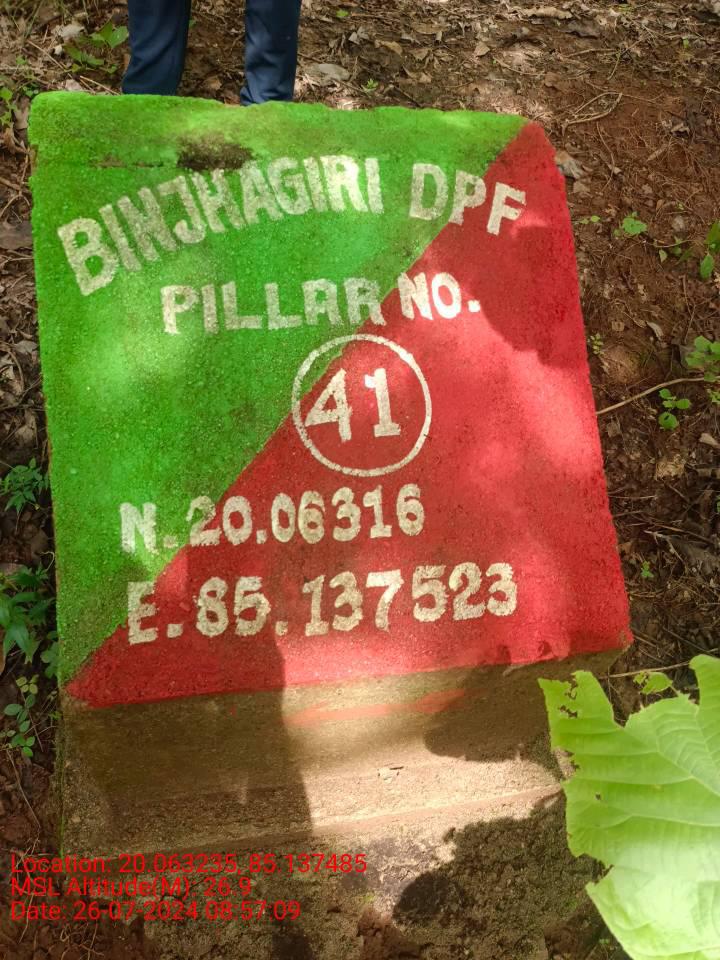 BINJHAGIRI DPF
PILLAR NO.
41
N. 20.06316
E. 85.137523
Location: 20.063235, 85.137485
MSL Altitude(M): 26.9
Date: 26-07-2024 08:57:09